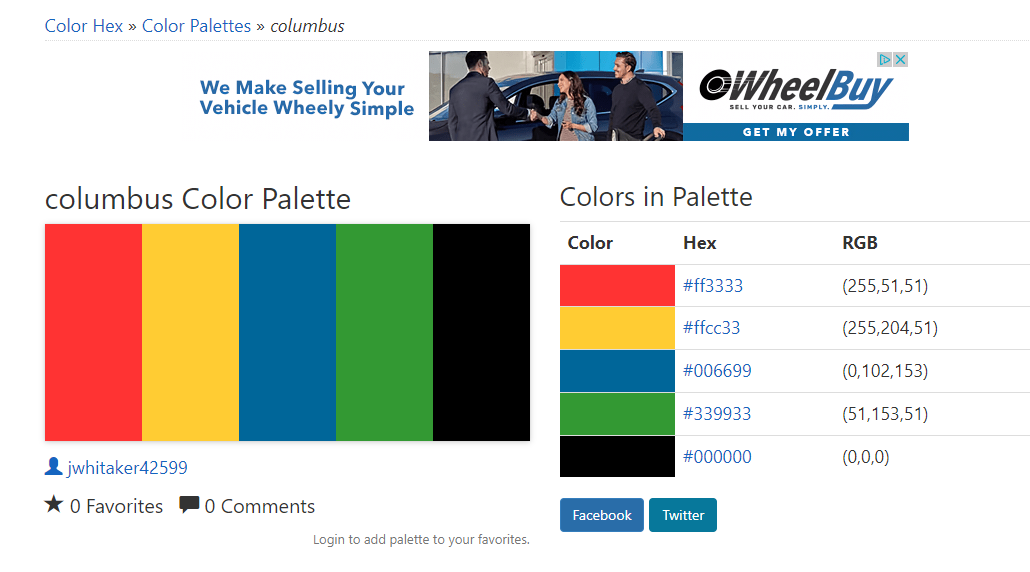 Color Hex » Color Palettes » columbus
We Make Selling Your
Vehicle Wheely Simple
WheelBuy
SELL YOUR CAR. SIMPLY.
GET MY OFFER
columbus Color Palette
jwhitaker42599
0 Favorites 0 Comments
Login to add palette to your favorites.
Colors in Palette
Color Hex RGB
#ff3333 (255,51,51)
#ffcc33 (255,204,51)
#006699 (0,102,153)
#339933 (51,153,51)
#000000 (0,0,0)
Facebook Twitter